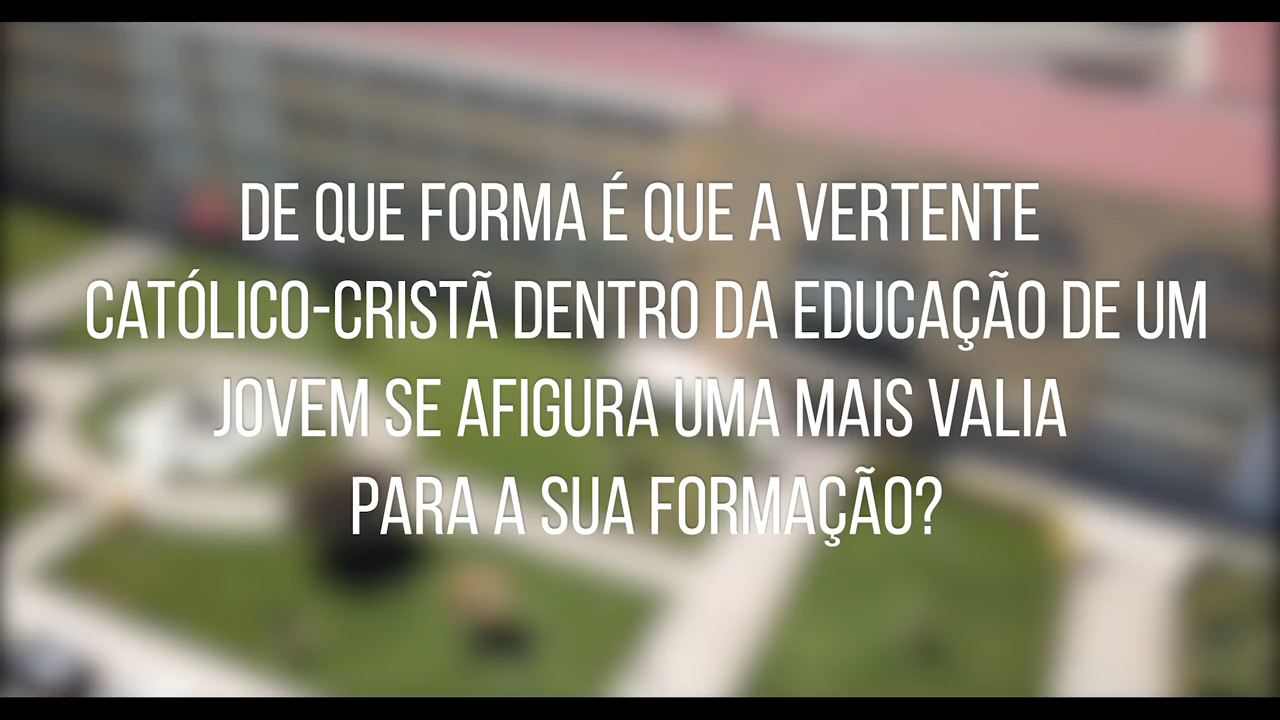 DE QUE FORMA É QUE A VERTENTE
CATÓLICO-CRISTÃ DENTRO DA EDUCAÇÃO DE UM
JOVEM SE AFIGURA UMA MAIS VALIA
PARA A SUA FORMAÇÃO?